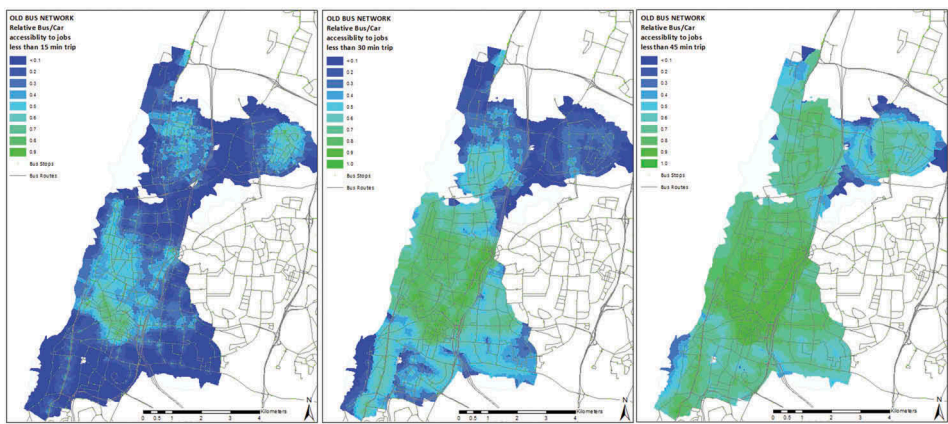 OLD BUS NETWORK
Relative Bus/Car
accessiblity to jobs
less than 15 min trip
<0.1
0.2
0.3
0.4
0.5
0.6
0.7
0.8
0.9
Bus Stops
Bus Routes
N
Kilometers
0 0.5 1 2 3 4
OLD BUS NETWORK
Relative Bus/Car
accessiblity to jobs
less than 30 min trip
<0.1
0.2
0.3
0.4
0.5
0.6
0.7
0.8
0.9
1.0
Bus Stops
Bus Routes
N
Kilometers
0 0.5 1 2 3 4
OLD BUS NETWORK
Relative Bus/Car
accessiblity to jobs
less than 45 min trip
<0.1
0.2
0.3
0.4
0.5
0.6
0.7
0.8
0.9
1.0
Bus Stops
Bus Routes
N
Kilometers
0 0.5 1 2 3 4